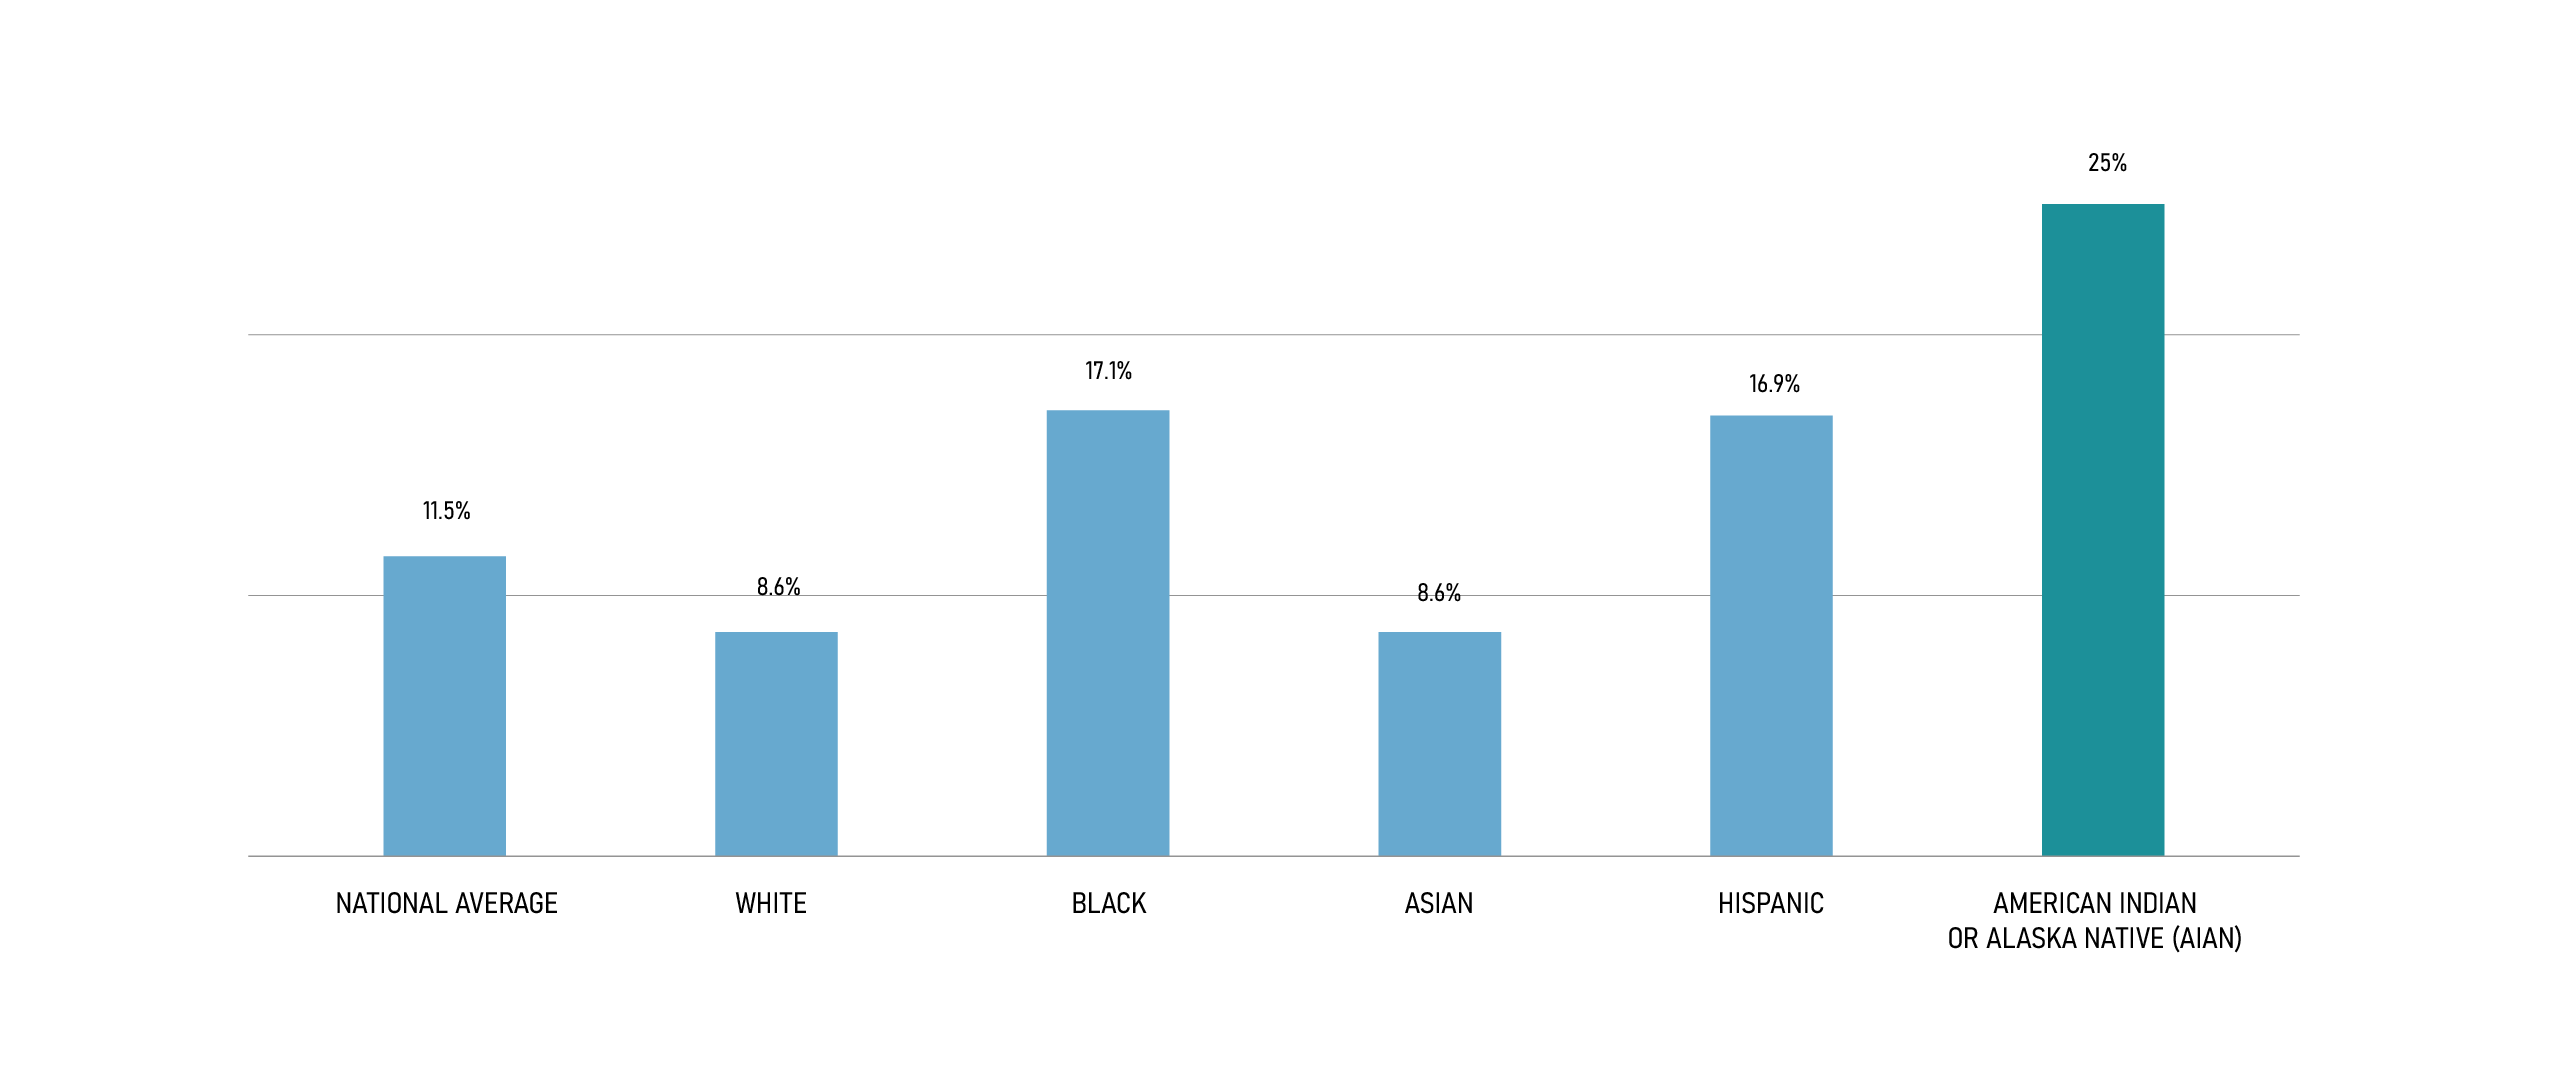 25%
17.1%
16.9%
11.5%
8.6%
8.6%
NATIONAL AVERAGE
WHITE
BLACK
ASIAN
HISPANIC
AMERICAN INDIAN
OR ALASKA NATIVE (AIAN)